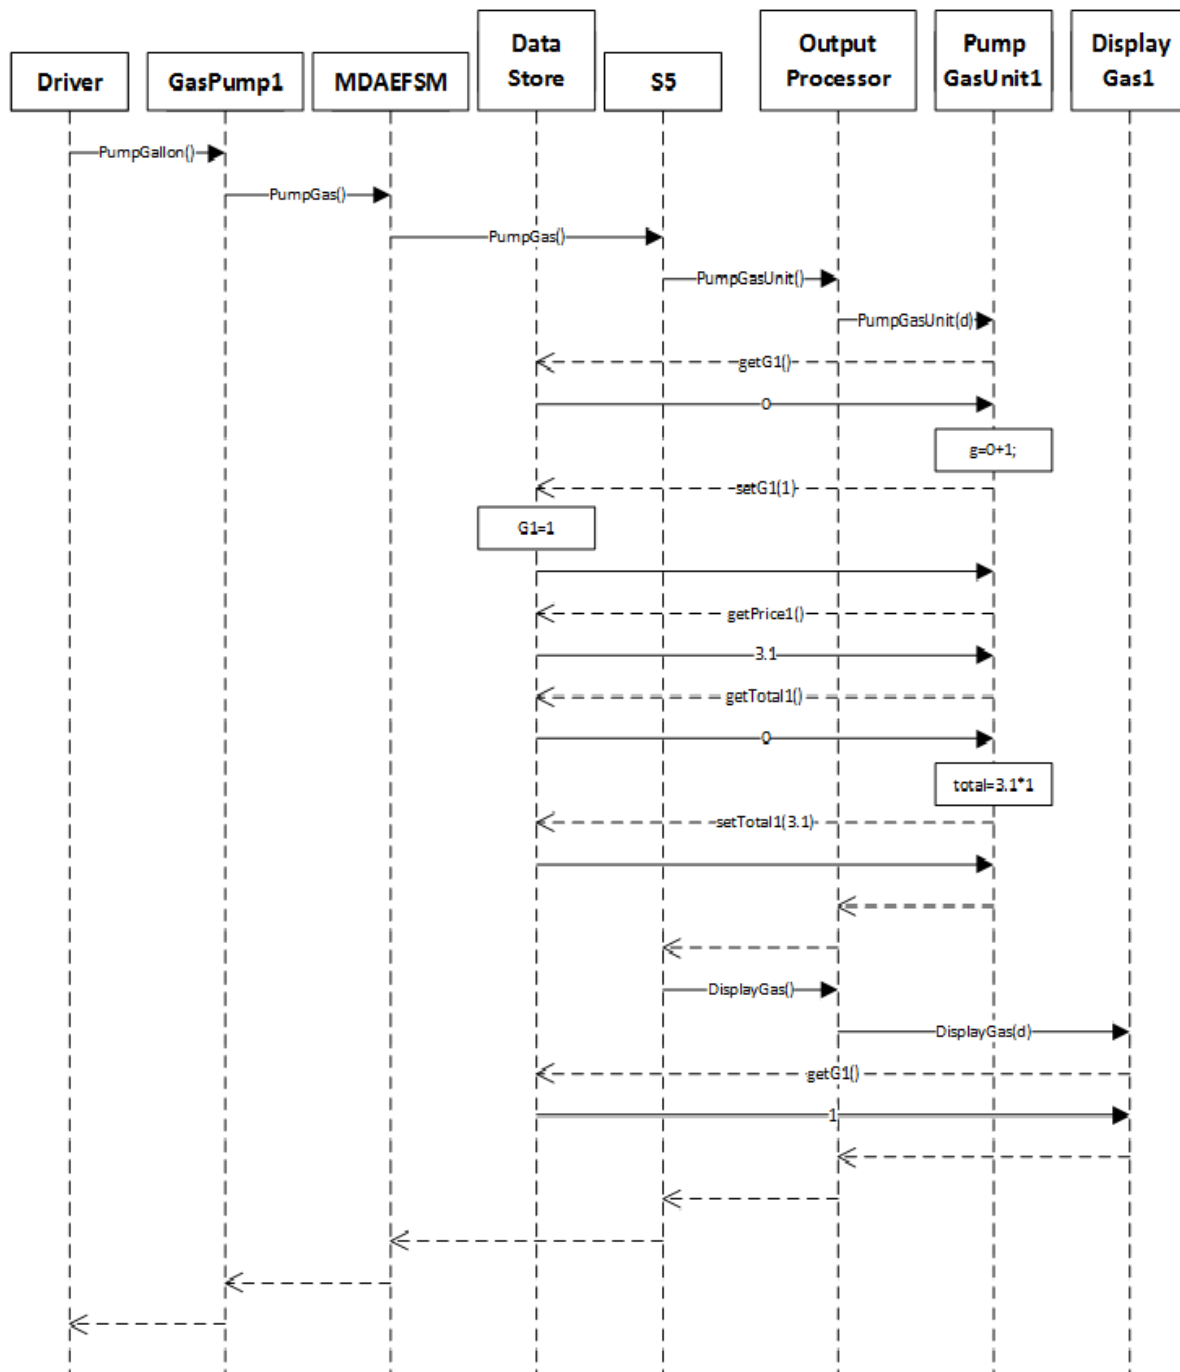 Driver
GasPump1
MDAEFSM
Data
Store
S5
Output
Processor
Pump
GasUnit1
Display
Gas1
PumpGallon()
PumpGas()
PumpGas()
PumpGasUnit()
PumpGasUnit(d)
getG1()
0
g=0+1;
setG1(1)
G1=1
getPrice1()
3.1
getTotal1()
0
total=3.1*1
setTotal1(3.1)
DisplayGas()
DisplayGas(d)
getG1()
1